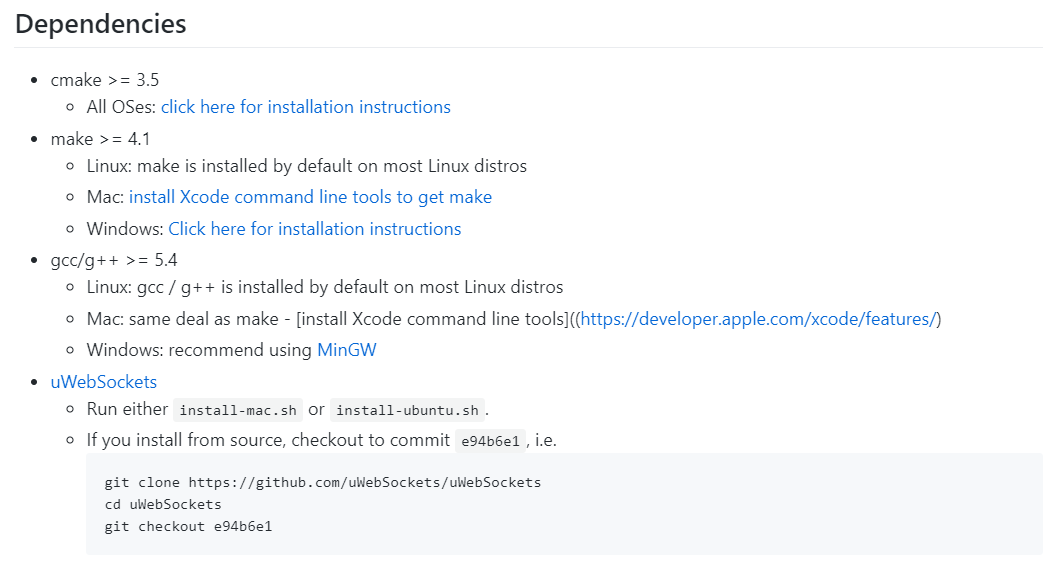 Dependencies
cmake >= 3.5
All OSes: click here for installation instructions
make >= 4.1
Linux: make is installed by default on most Linux distros
Mac: install Xcode command line tools to get make
Windows: Click here for installation instructions
gcc/g++ >= 5.4
Linux: gcc / g++ is installed by default on most Linux distros
Mac: same deal as make - [install Xcode command line tools]((https://developer.apple.com/xcode/features/)
Windows: recommend using MinGW
uWebSockets
Run either install-mac.sh or install-ubuntu.sh.
If you install from source, checkout to commit e94b6e1, i.e.
git clone https://github.com/uWebSockets/uWebSockets
cd uWebSockets
git checkout e94b6e1